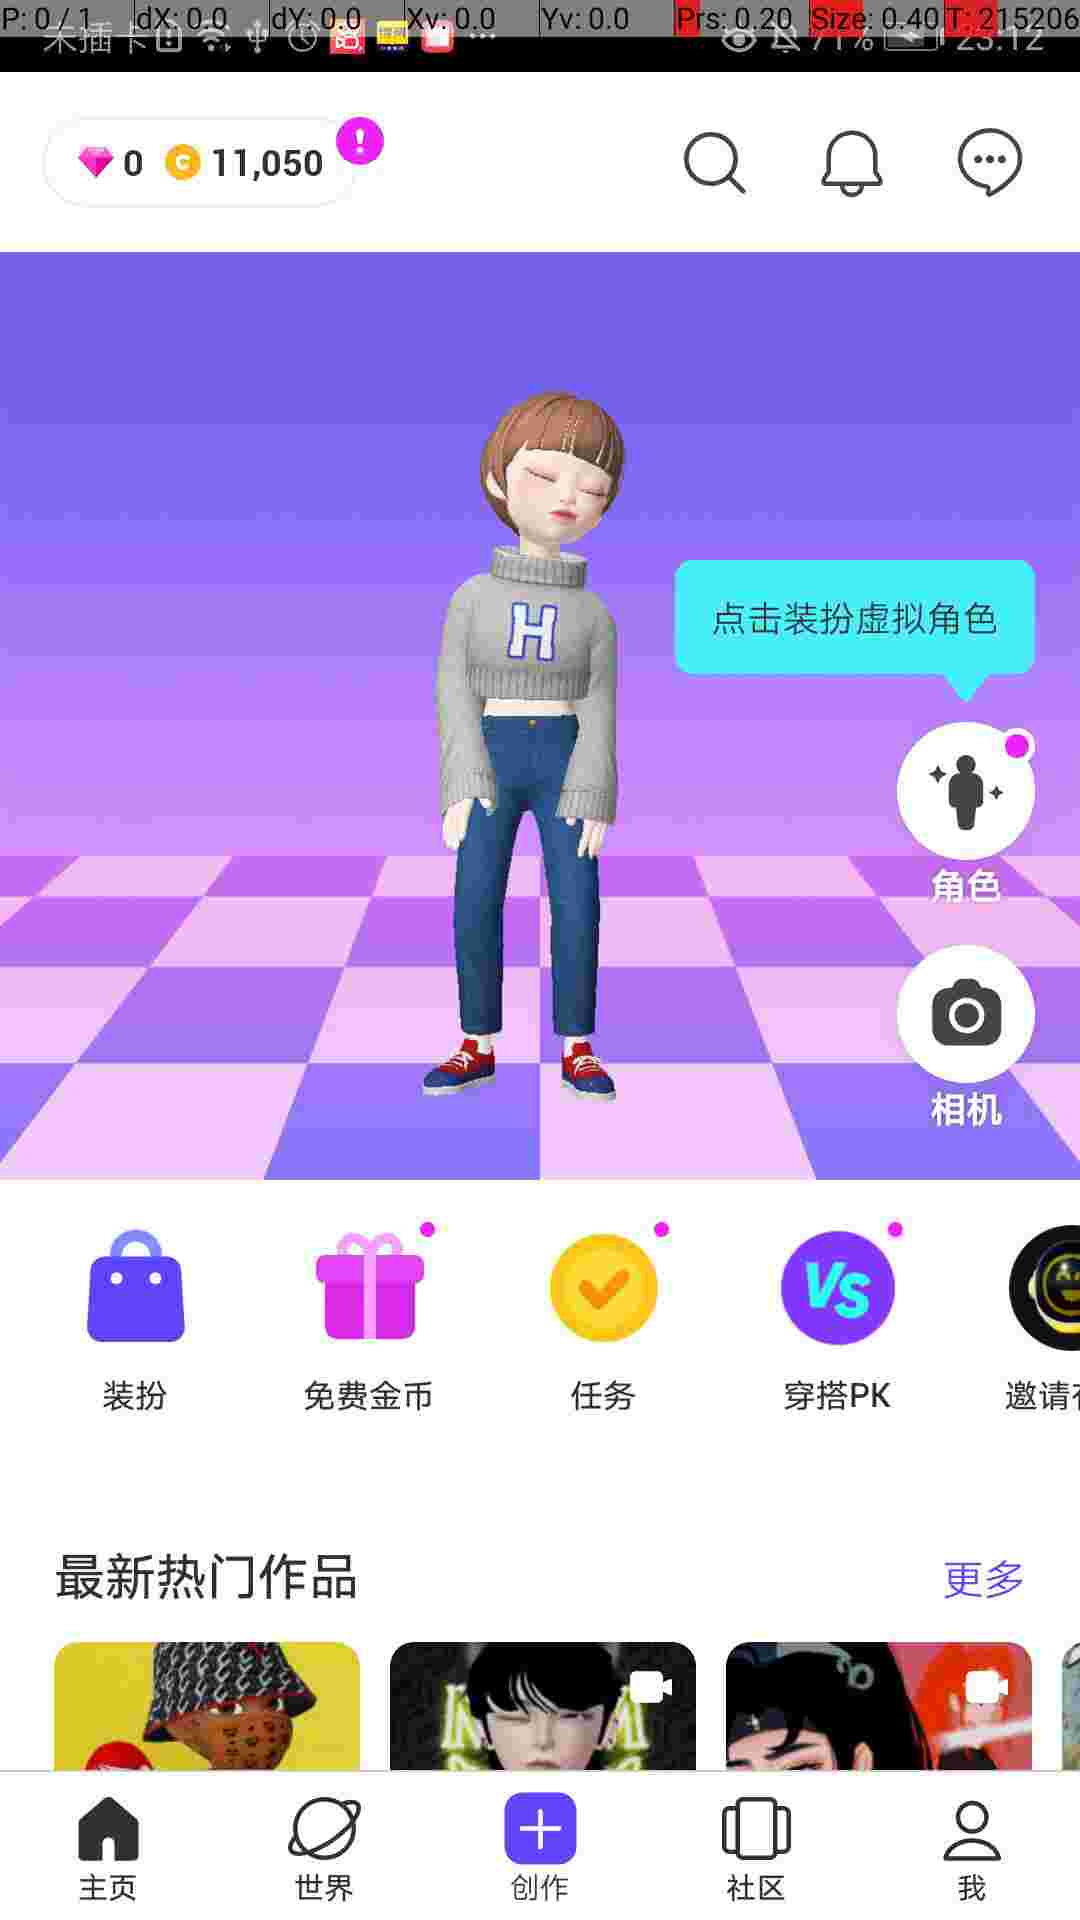 P: 0 / 1 dX: 0.0 dY: 0.0 Xv: 0.0 Yv: 0.0 Prs: 0.20 Size: 0.40 T: 215206
未插卡 71% 23:12
0 C 11,050 !
H
点击装扮虚拟角色
角色
相机
VS
装扮 免费金币 任务 穿搭PK 邀请
最新热门作品 更多
主页 世界 创作 社区 我